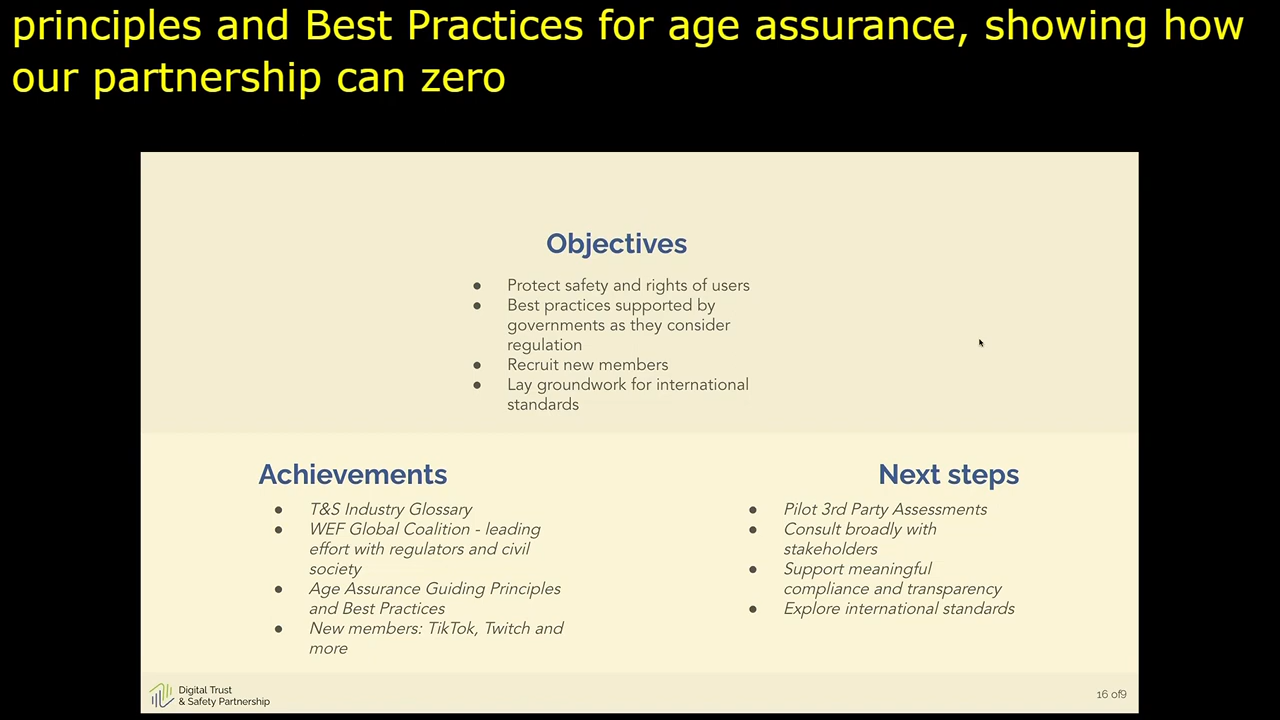 principles and Best Practices for age assurance, showing how
our partnership can zero
Objectives
● Protect safety and rights of users
● Best practices supported by
governments as they consider
regulation
● Recruit new members
● Lay groundwork for international
standards
Achievements
● T&S Industry Glossary
● WEF Global Coalition - leading
effort with regulators and civil
society
● Age Assurance Guiding Principles
and Best Practices
● New members: TikTok, Twitch and
more
Next steps
● Pilot 3rd Party Assessments
● Consult broadly with
stakeholders
● Support meaningful
compliance and transparency
● Explore international standards
Digital Trust
& Safety Partnership
16 of9